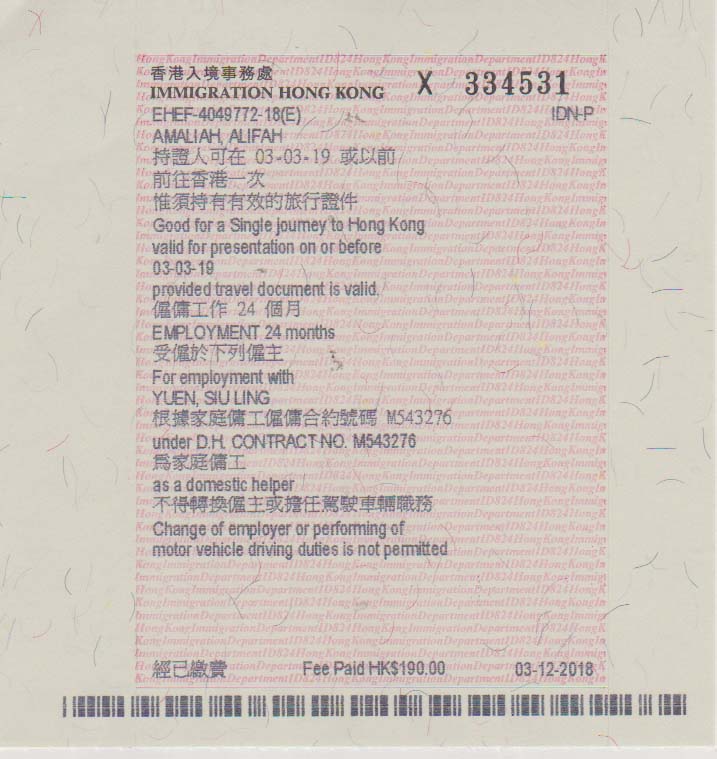 香港入境事務處
IMMIGRATION HONG KONG X 334531
EHEF-4049772-18(E) IDN-P
AMALIAH, ALIFAH
持證人可在 03-03-19 或以前
前往香港一次
惟須持有有效的旅行證件
Good for a Single journey to Hong Kong
valid for presentation on or before
03-03-19
provided travel document is valid.
僱傭工作 24 個月
EMPLOYMENT 24 months
受僱於下列僱主
For employment with
YUEN, SIU LING
根據家庭傭工僱傭合約號碼 M543276
under D.H. CONTRACT NO. M543276
爲家庭傭工
as a domestic helper
不得轉換僱主或擔任駕駛車輛職務
Change of employer or performing of
motor vehicle driving duties is not permitted
經已繳費 Fee Paid HK$190.00 03-12-2018